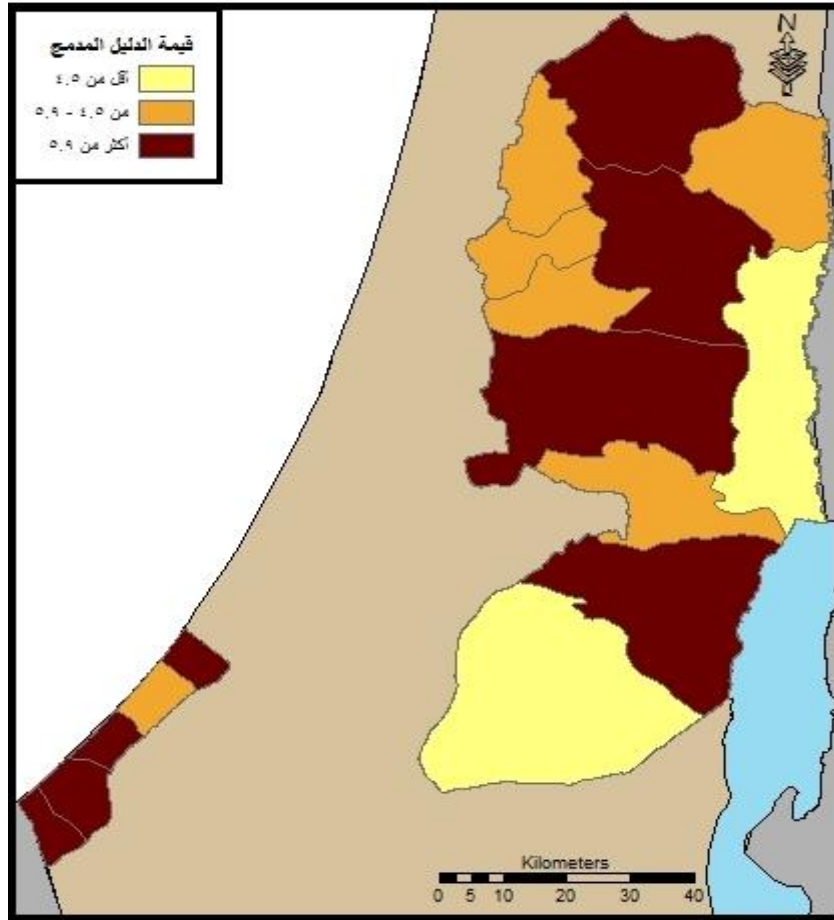 قيمة الدليل المدمج
أقل من ٤.٥
من ٤.٥ - ٥.٩
أكثر من ٥.٩
N
Kilometers
0 5 10 20 30 40